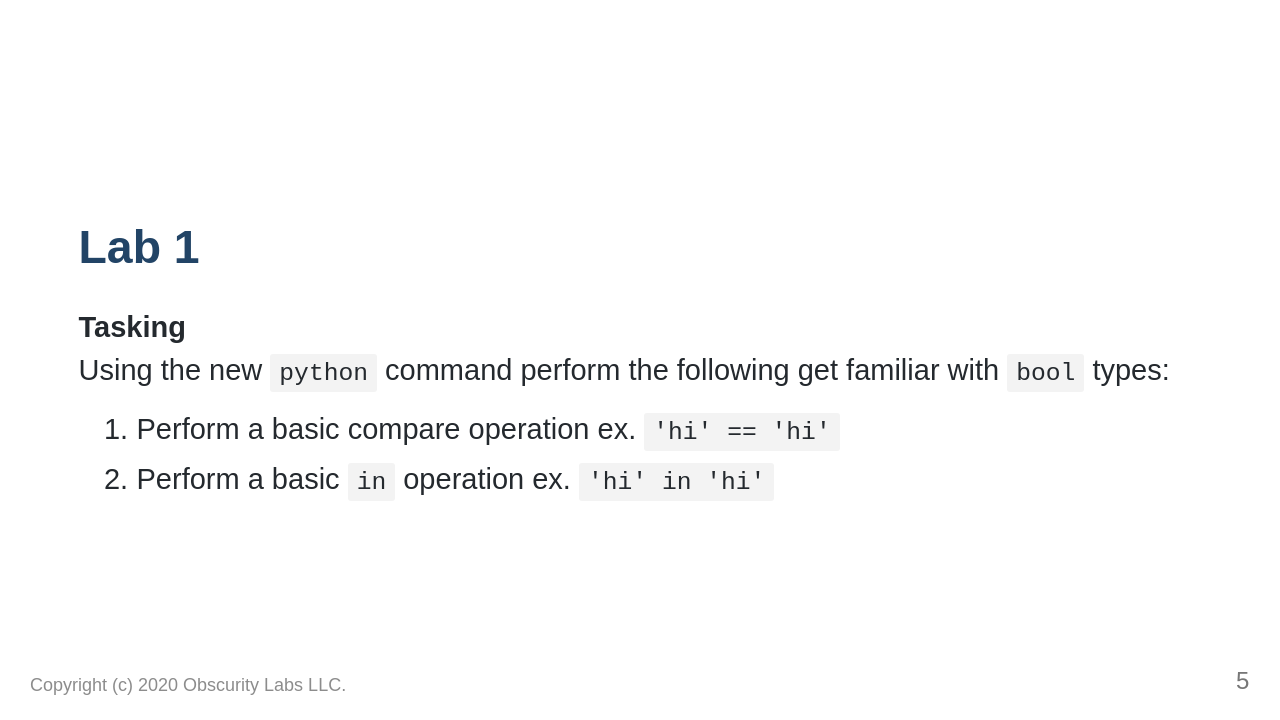 Lab 1
Tasking
Using the new python command perform the following get familiar with bool types:
1. Perform a basic compare operation ex. 'hi' == 'hi'
2. Perform a basic in operation ex. 'hi' in 'hi'
Copyright (c) 2020 Obscurity Labs LLC.
5